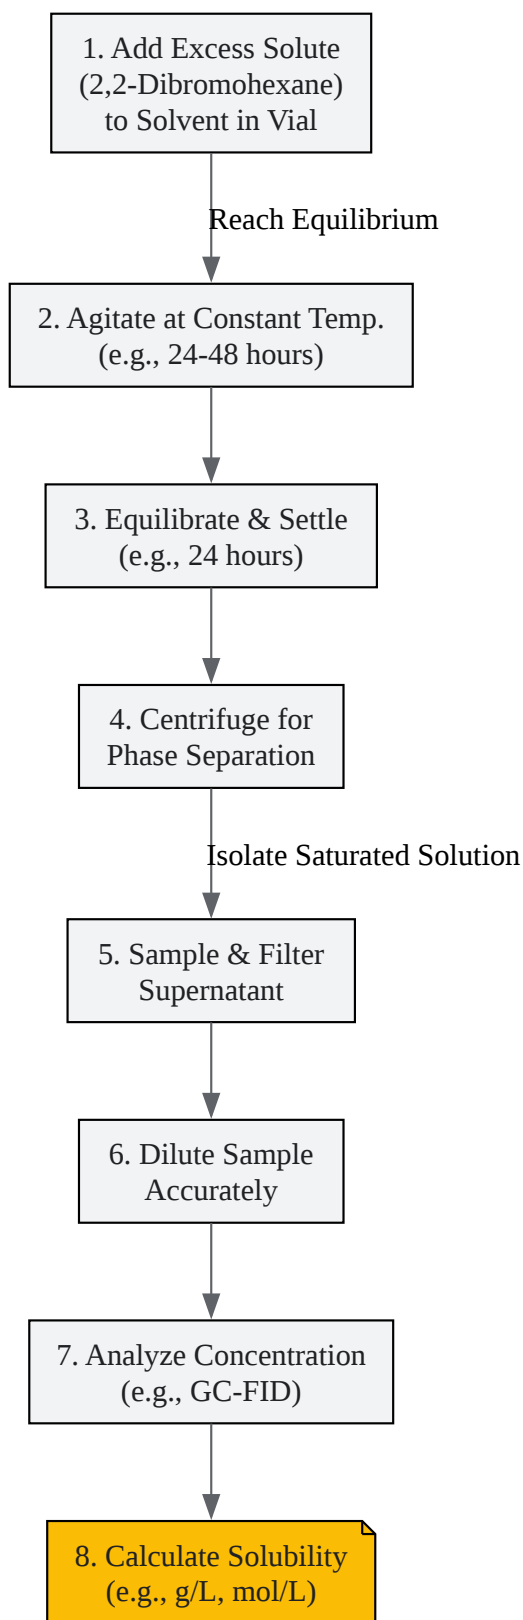 1. Add Excess Solute
(2,2-Dibromohexane)
to Solvent in Vial
Reach Equilibrium
2. Agitate at Constant Temp.
(e.g., 24-48 hours)
3. Equilibrate & Settle
(e.g., 24 hours)
4. Centrifuge for
Phase Separation
Isolate Saturated Solution
5. Sample & Filter
Supernatant
6. Dilute Sample
Accurately
7. Analyze Concentration
(e.g., GC-FID)
8. Calculate Solubility
(e.g., g/L, mol/L)